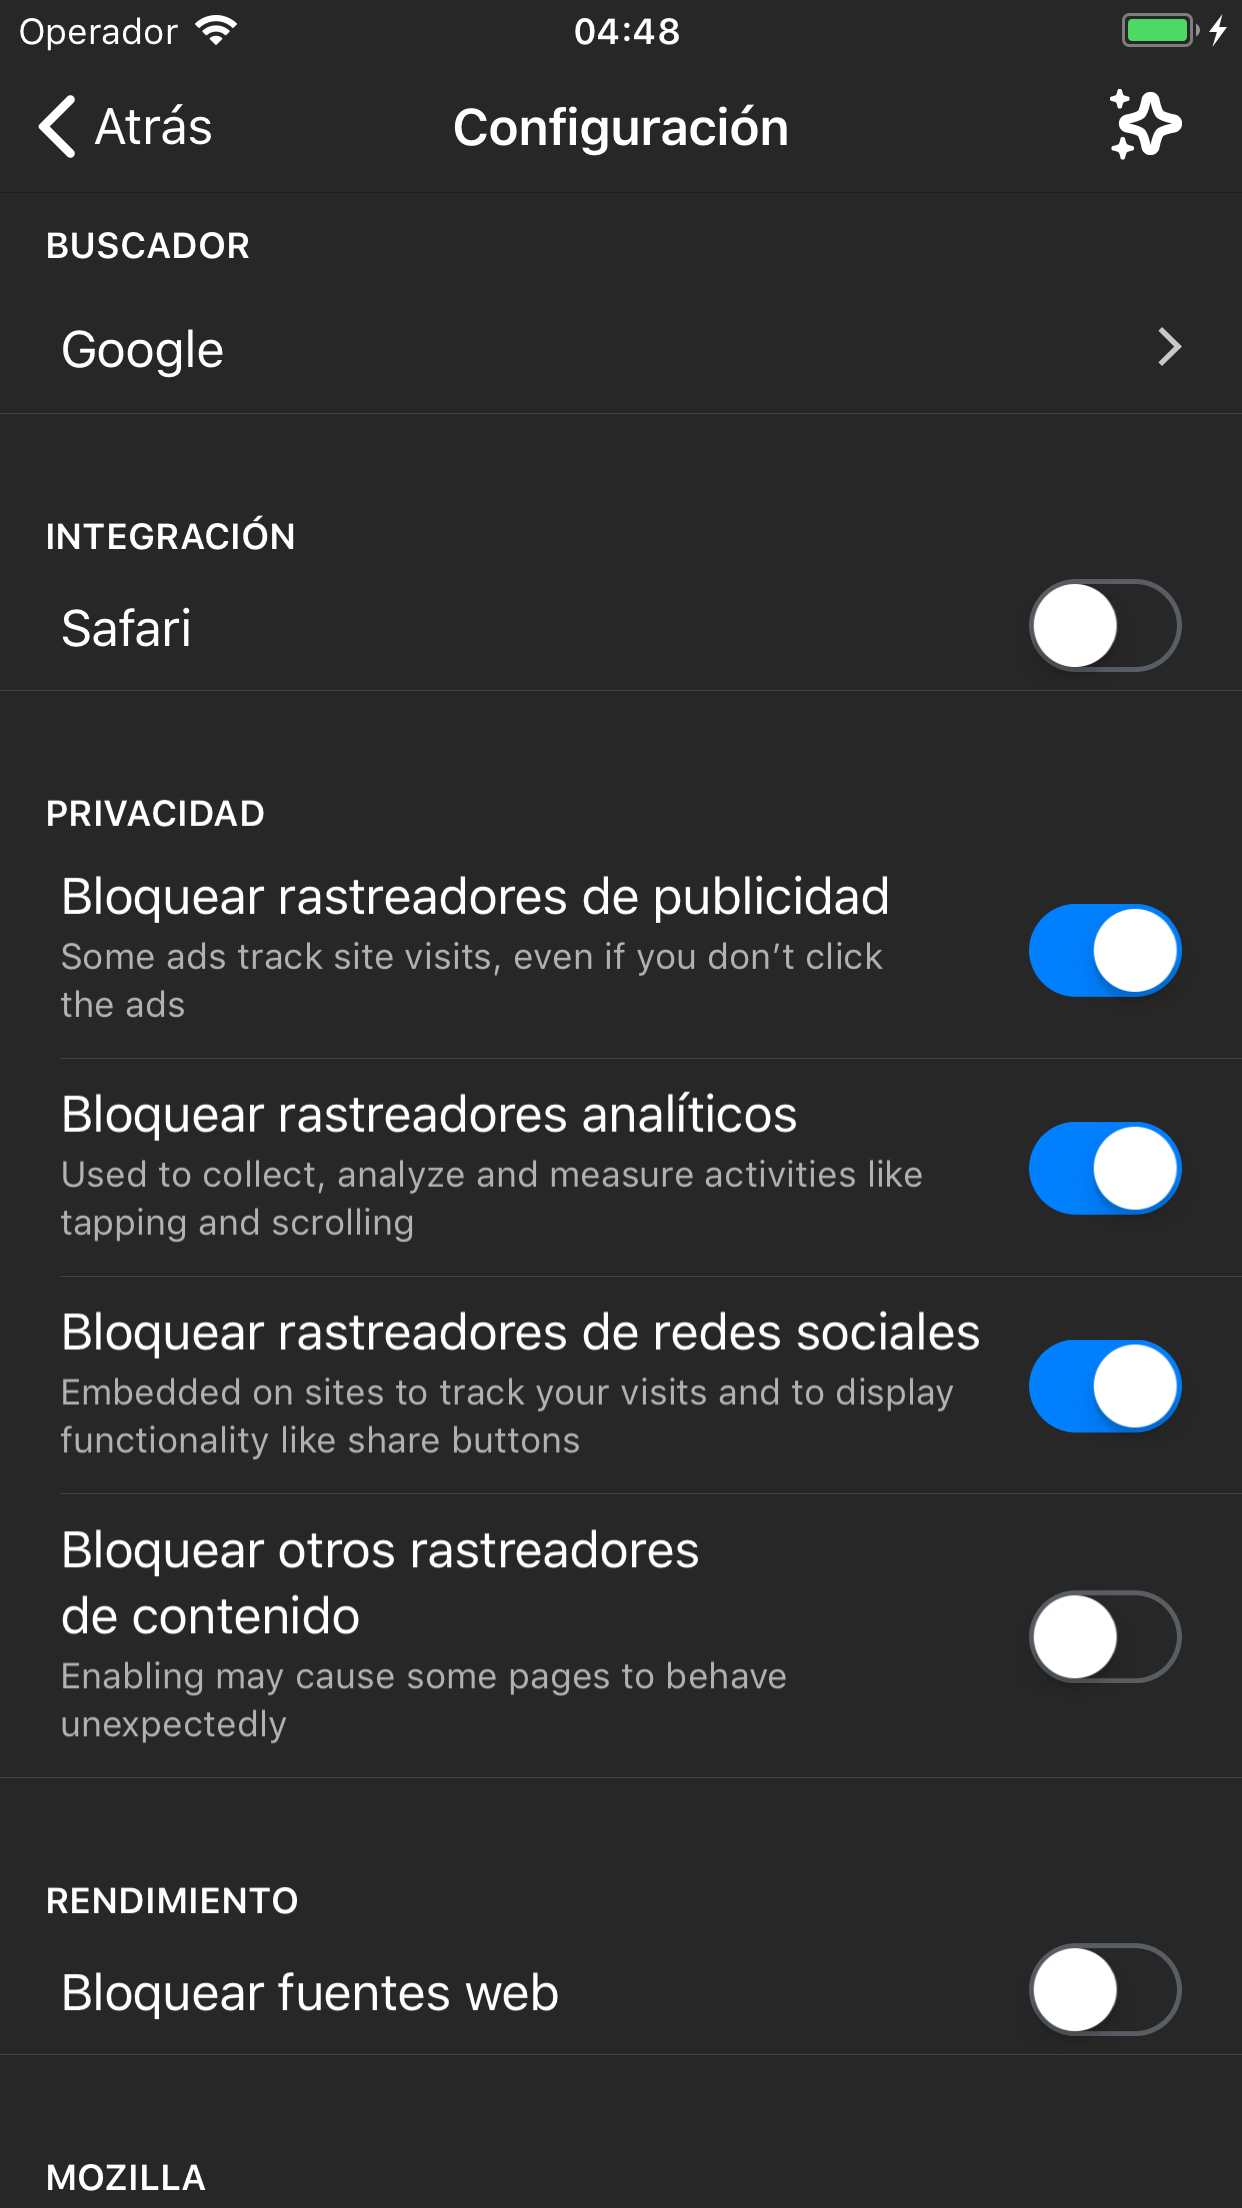 Operador
04:48
Atrás
Configuración
BUSCADOR
Google
INTEGRACIÓN
Safari
PRIVACIDAD
Bloquear rastreadores de publicidad
Some ads track site visits, even if you don’t click
the ads
Bloquear rastreadores analíticos
Used to collect, analyze and measure activities like
tapping and scrolling
Bloquear rastreadores de redes sociales
Embedded on sites to track your visits and to display
functionality like share buttons
Bloquear otros rastreadores
de contenido
Enabling may cause some pages to behave
unexpectedly
RENDIMIENTO
Bloquear fuentes web
MOZILLA